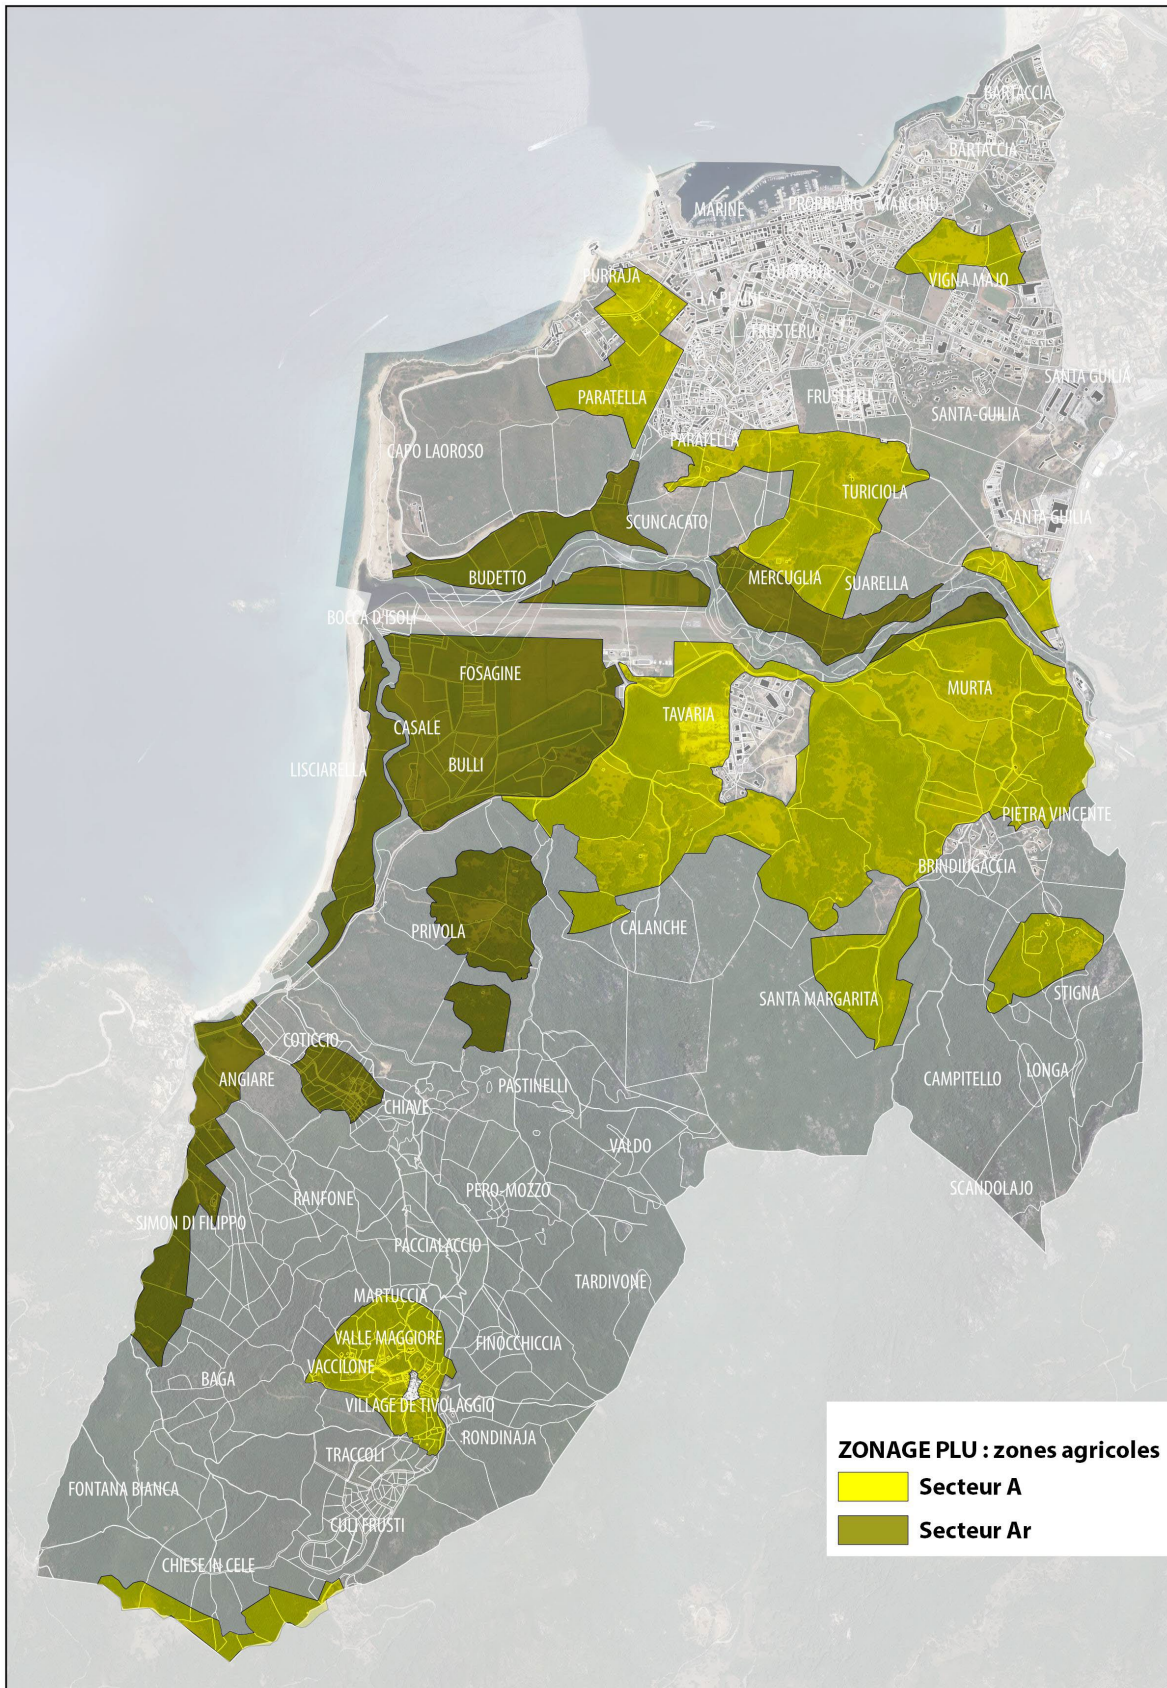 BARTACCIA
BARTACCIA
MARINE
PROPRIANO
MANCINU
PURRAJA
QUATRINA
VIGNA MAJO
LA PLAINE
FRUSTERU
SANTA GUILIA
PARATELLA
FRUSTERU
SANTA-GUILIA
PARATELLA
CAPO LAOROSO
TURICIOLA
SCUNCACATO
SANTA-GUILIA
BUDETTO
MERCUGLIA
SUARELLA
BOCCA D'ISOLI
FOSAGINE
MURTA
CASALE
TAVARIA
LISCIARELLA
BULLI
PIETRA VINCENTE
BRINDIUGACCIA
PRIVOLA
CALANCHE
SANTA MARGARITA
STIGNA
COTICCIO
ANGIARE
PASTINELLI
CAMPITELLO
LONGA
CHIAVE
VALDO
RANFONE
PERO-MOZZO
SCANDOLAJO
SIMON DI FILIPPO
PACCIALACCIO
TARDIVONE
MARTUCCIA
VALLE MAGGIORE
FINOCCHICCIA
VACCILONE
BAGA
VILLAGE DE TIVOLAGGIO
RONDINAJA
TRACCOLI
FONTANA BIANCA
CULI FRUSTI
CHIESE IN CELE
ZONAGE PLU : zones agricoles
Secteur A
Secteur Ar